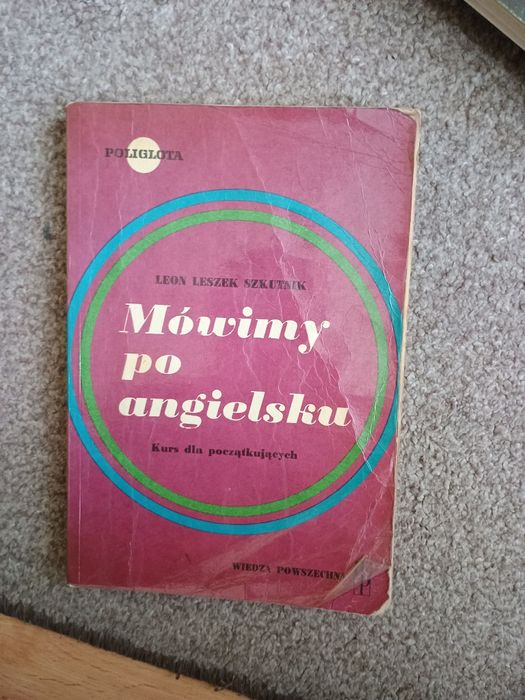 POLIGLOTA
LEON LESZEK SZKUTNIK
Mówimy
po
angielsku
Kurs dla początkujących
WIEDZA POWSZECHNA